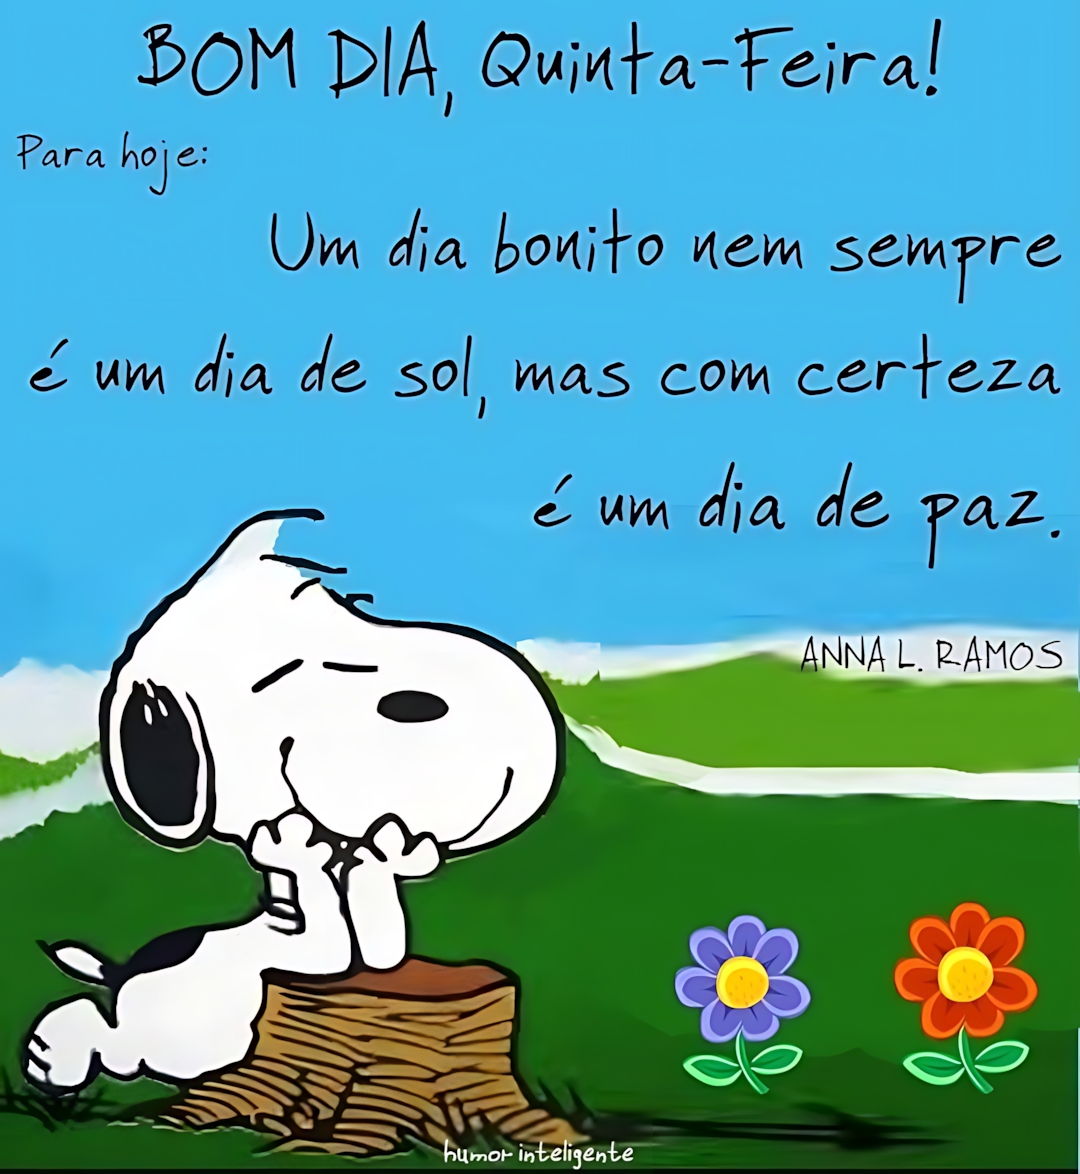 BOM DIA, Quinta-Feira!
Para hoje:
Um dia bonito nem sempre
é um dia de sol, mas com certeza
é um dia de paz.
ANNA L. RAMOS
humor inteligente